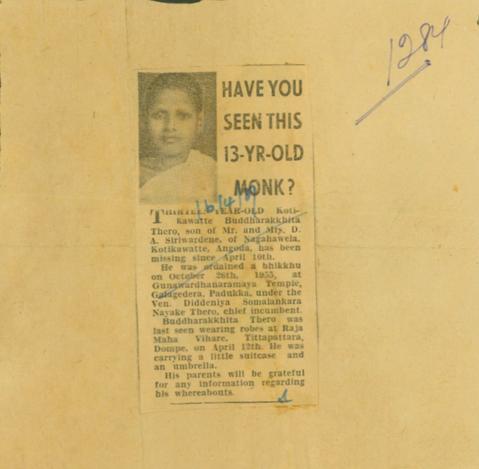 1284
HAVE YOU
SEEN THIS
13-YR-OLD
MONK?
THIRTEEN-YEAR-OLD Koti-
kawatte Buddharakkhita
Thero, son of Mr. and Mrs. D.
A. Siriwardene, of Nagahawela,
Kotikawatte, Angoda, has been
missing since April 10th.
He was ordained a bhikkhu
on October 28th, 1955, at
Gunawardhanaramaya Temple,
Galagedera, Padukka, under the
Ven. Diddeniya Somalankara
Nayake Thero, chief incumbent.
Buddharakkhita Thero was
last seen wearing robes at Raja
Maha Vihare, Tittapattara,
Dompe, on April 12th. He was
carrying a little suitcase and
an umbrella.
His parents will be grateful
for any information regarding
his whereabouts.